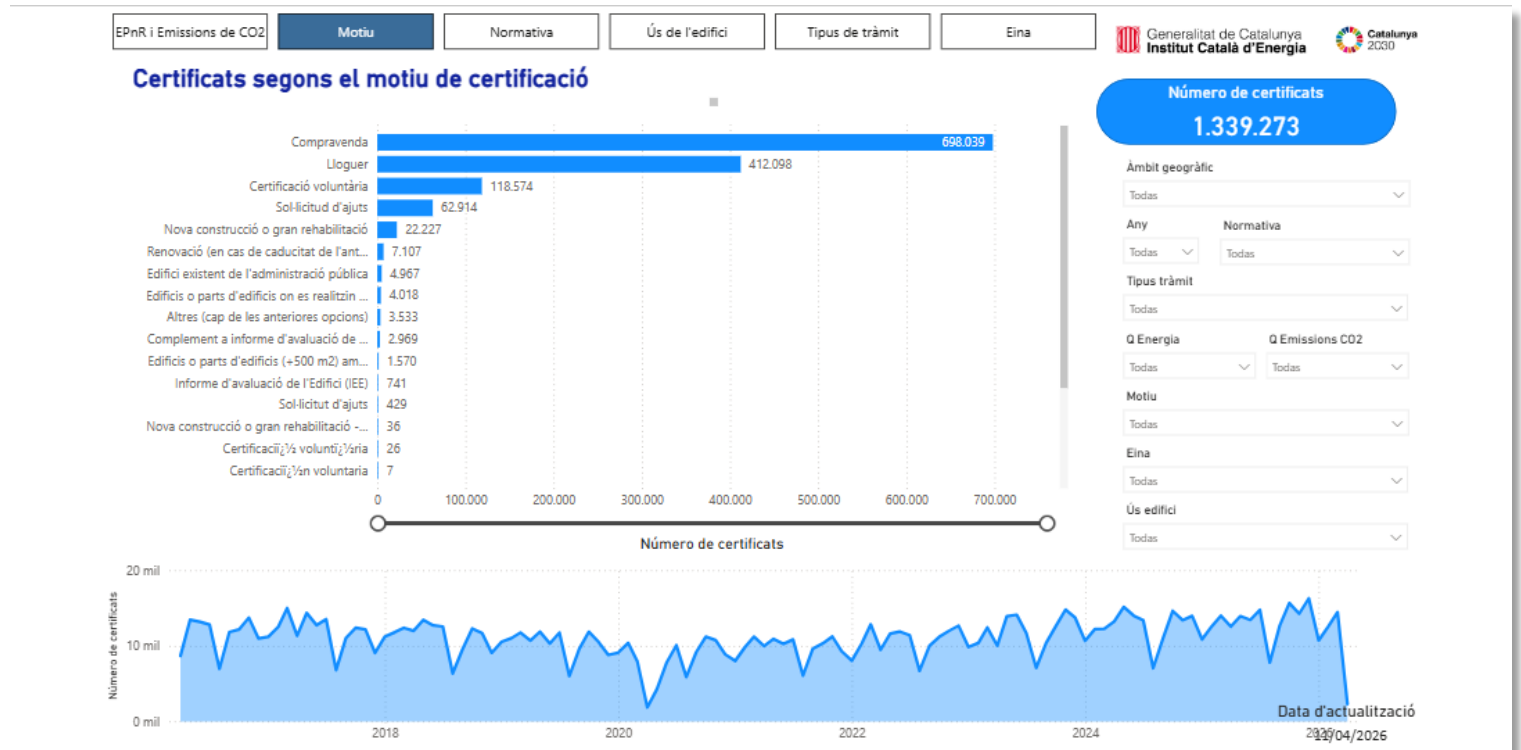 EPnR i Emissions de CO2
Motiu
Normativa
Ús de l'edifici
Tipus de tràmit
Eina
Generalitat de Catalunya
Institut Català d'Energia
Catalunya
2030
Certificats segons el motiu de certificació
Número de certificats
1.339.273
Compravenda 698.039
Lloguer 412.098
Certificació voluntària 118.574
Sol·licitud d'ajuts 62.914
Nova construcció o gran rehabilitació 22.227
Renovació (en cas de caducitat de l'ant... 7.107
Edifici existent de l'administració pública 4.967
Edificis o parts d'edificis on es realitzin ... 4.018
Altres (cap de les anteriores opcions) 3.533
Complement a informe d'avaluació de ... 2.969
Edificis o parts d'edificis (+500 m2) am... 1.570
Informe d'avaluació de l'Edifici (IEE) 741
Sol·licitut d'ajuts 429
Nova construcció o gran rehabilitació -... 36
Certificaciï¿½ voluntï¿½ria 26
Certificaciï¿½n voluntaria 7
0 100.000 200.000 300.000 400.000 500.000 600.000 700.000
Número de certificats
Àmbit geogràfic
Todas
Any Normativa
Todas Todas
Tipus tràmit
Todas
Q Energia Q Emissions CO2
Todas Todas
Motiu
Todas
Eina
Todas
Ús edifici
Todas
Número de certificats
20 mil
10 mil
0 mil
2018 2020 2022 2024 2026
Data d'actualització
11/04/2026